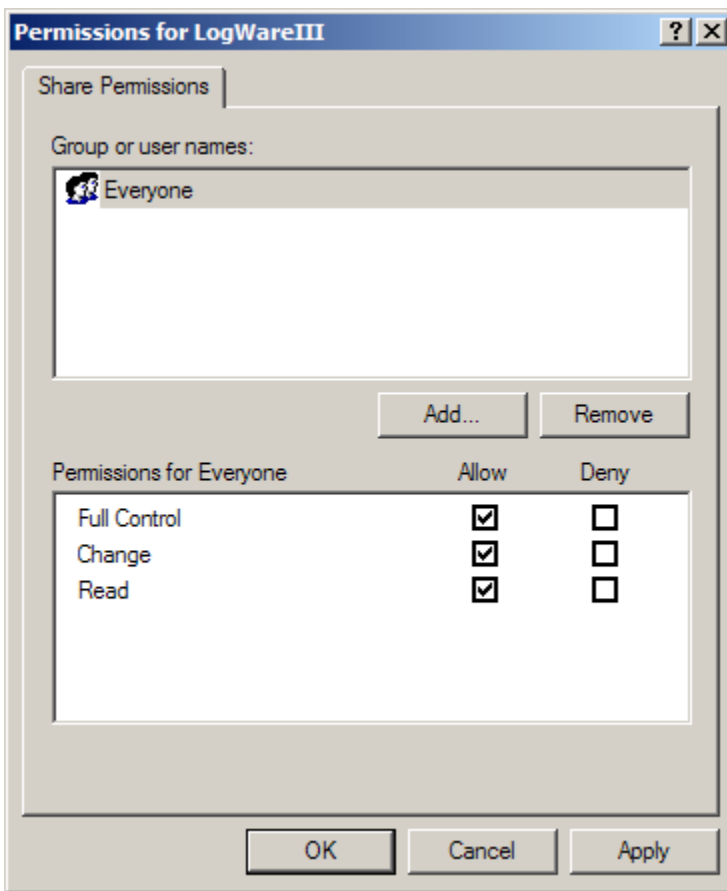 Permissions for LogWareIII
Share Permissions
Group or user names:
Everyone
Add... Remove
Permissions for Everyone Allow Deny
Full Control
Change
Read
OK Cancel Apply